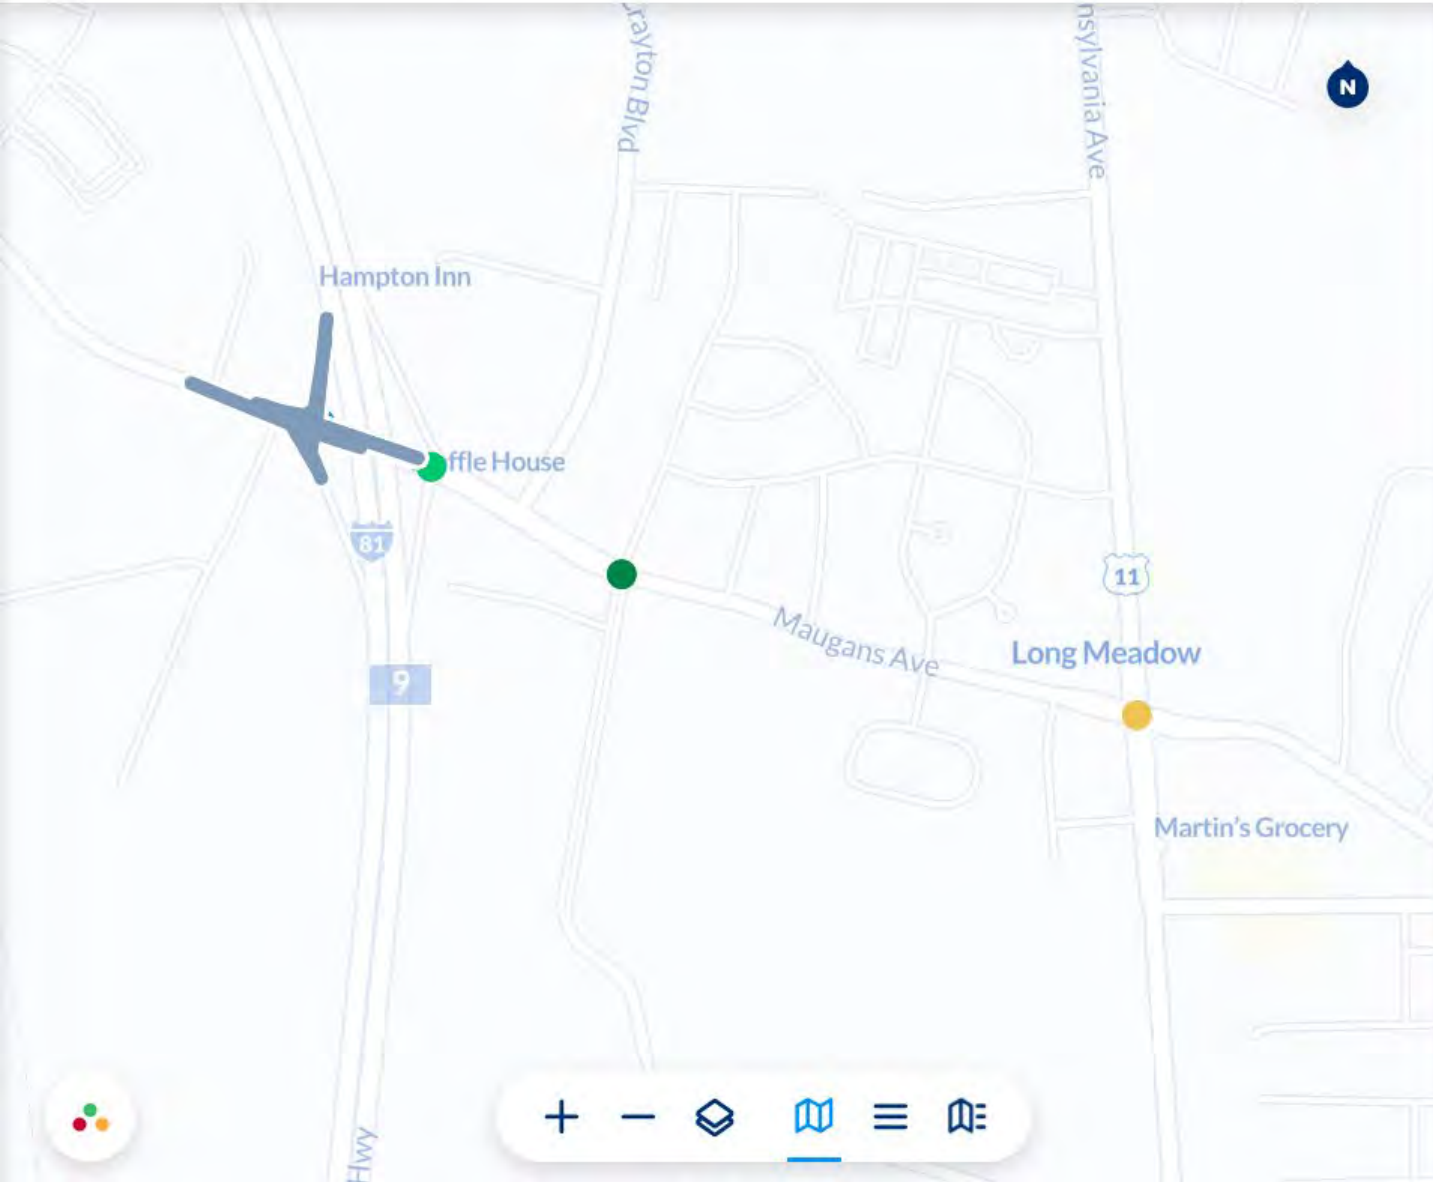 rayton Blvd
nsylvania Ave
N
Hampton Inn
ffle House
81
11
Maugans Ave
Long Meadow
9
Martin's Grocery
Hwy